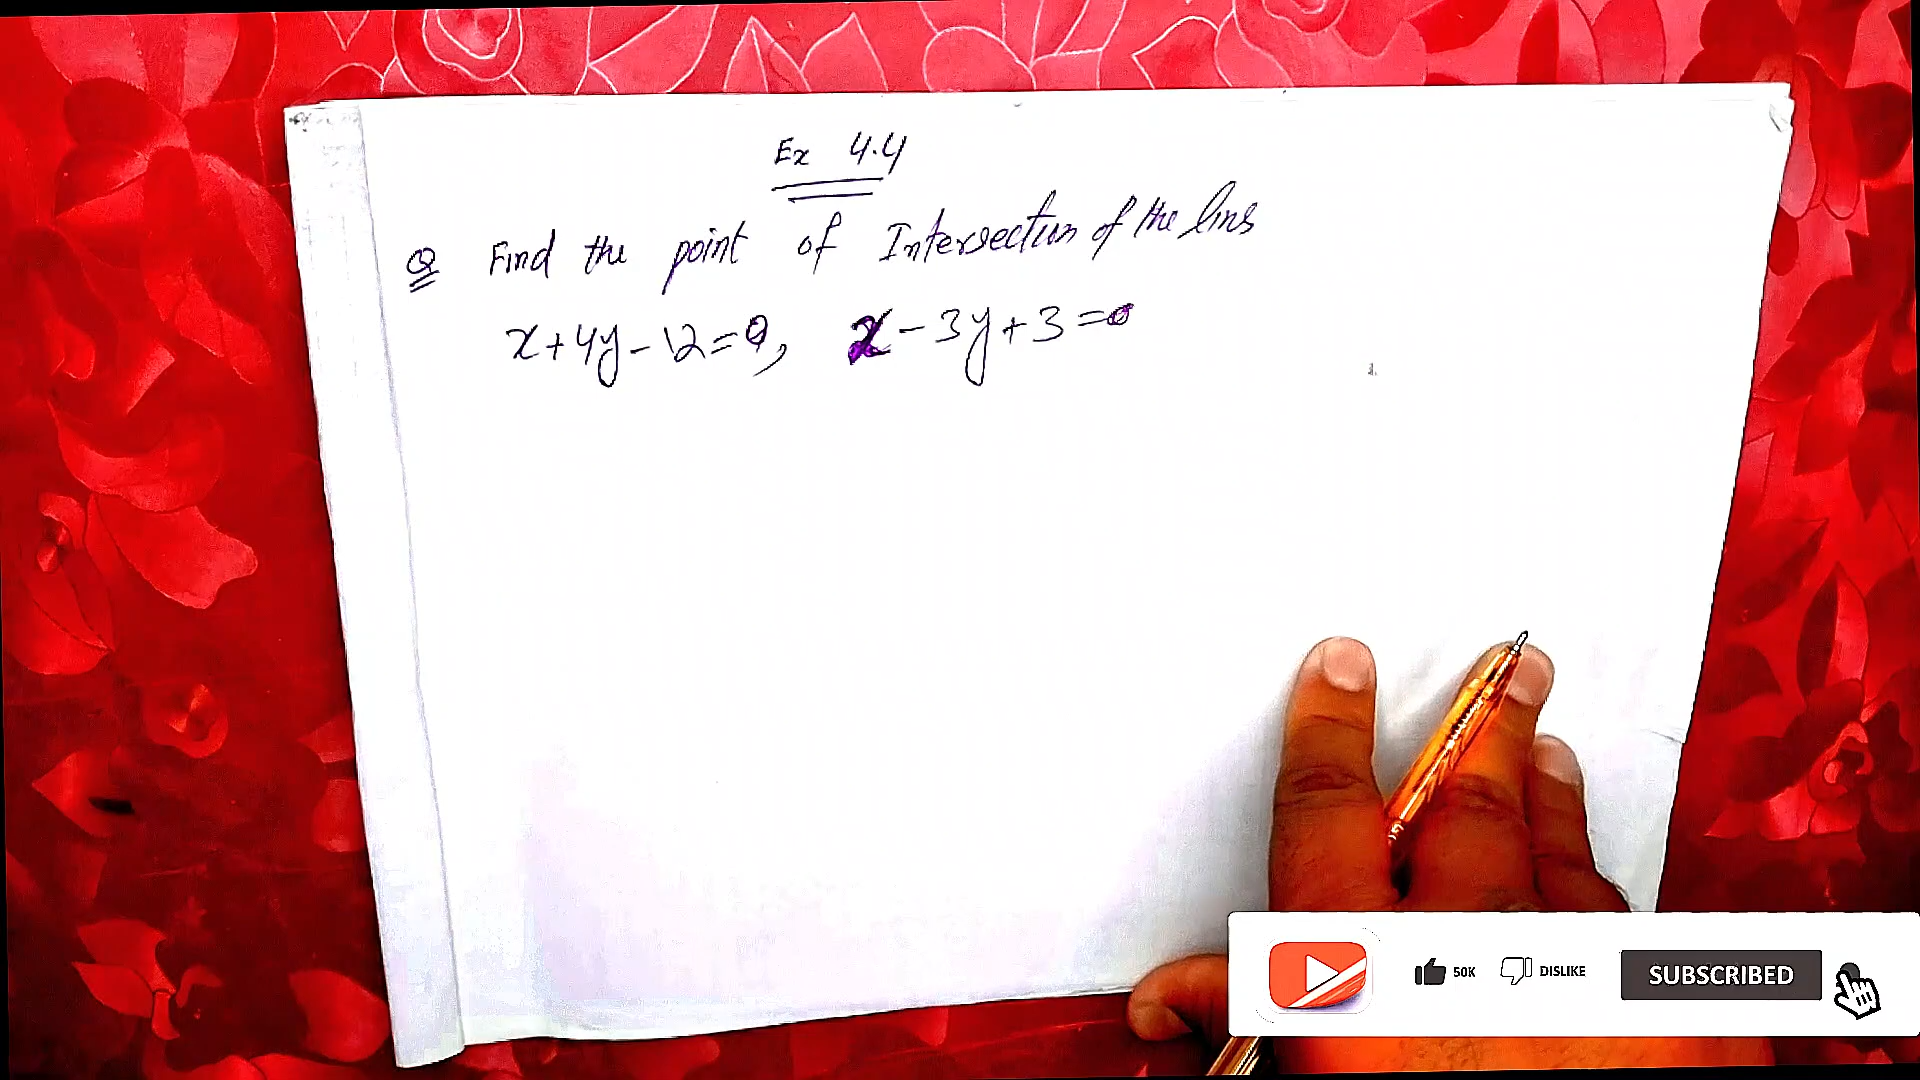 Ex 4.4
Q Find the point of Intersection of the lins
x+4y-12=0, x-3y+3=0
50K DISLIKE SUBSCRIBED